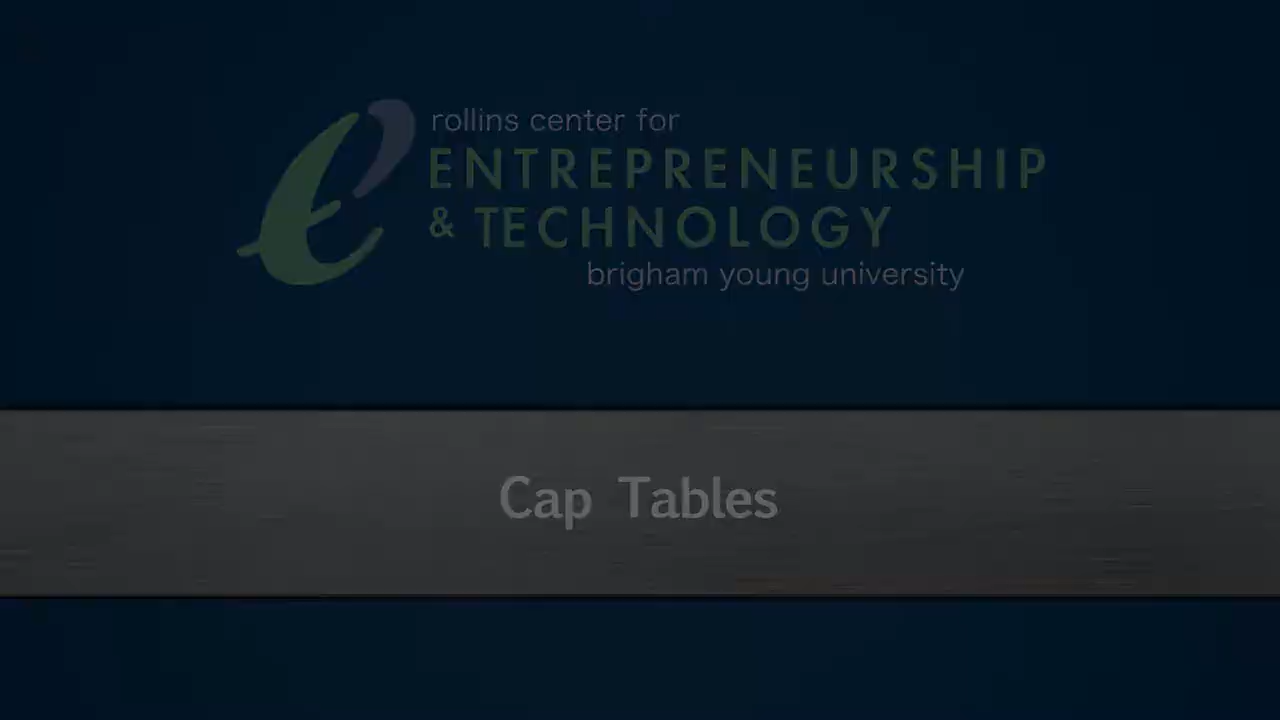 rollins center for
ENTREPRENEURSHIP
& TECHNOLOGY
brigham young university
Cap Tables